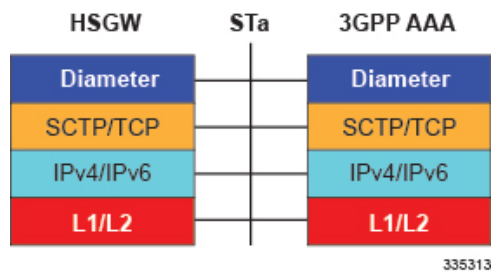 HSGW STa 3GPP AAA
Diameter Diameter
SCTP/TCP SCTP/TCP
IPv4/IPv6 IPv4/IPv6
L1/L2 L1/L2
335313